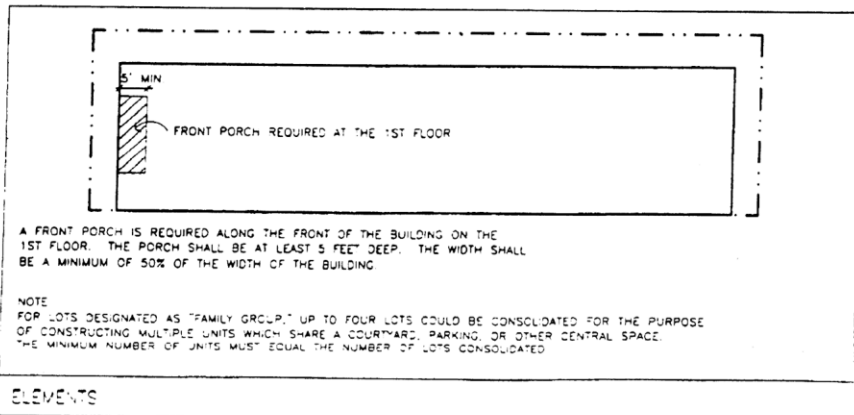 5' MIN
FRONT PORCH REQUIRED AT THE 1ST FLOOR
A FRONT PORCH IS REQUIRED ALONG THE FRONT OF THE BUILDING ON THE
1ST FLOOR. THE PORCH SHALL BE AT LEAST 5 FEET DEEP. THE WIDTH SHALL
BE A MINIMUM OF 50% OF THE WIDTH OF THE BUILDING.
NOTE
FOR LOTS DESIGNATED AS "FAMILY GROUP," UP TO FOUR LOTS COULD BE CONSOLIDATED FOR THE PURPOSE
OF CONSTRUCTING MULTIPLE UNITS WHICH SHARE A COURTYARD, PARKING, OR OTHER CENTRAL SPACE.
THE MINIMUM NUMBER OF UNITS MUST EQUAL THE NUMBER OF LOTS CONSOLIDATED
ELEMENTS